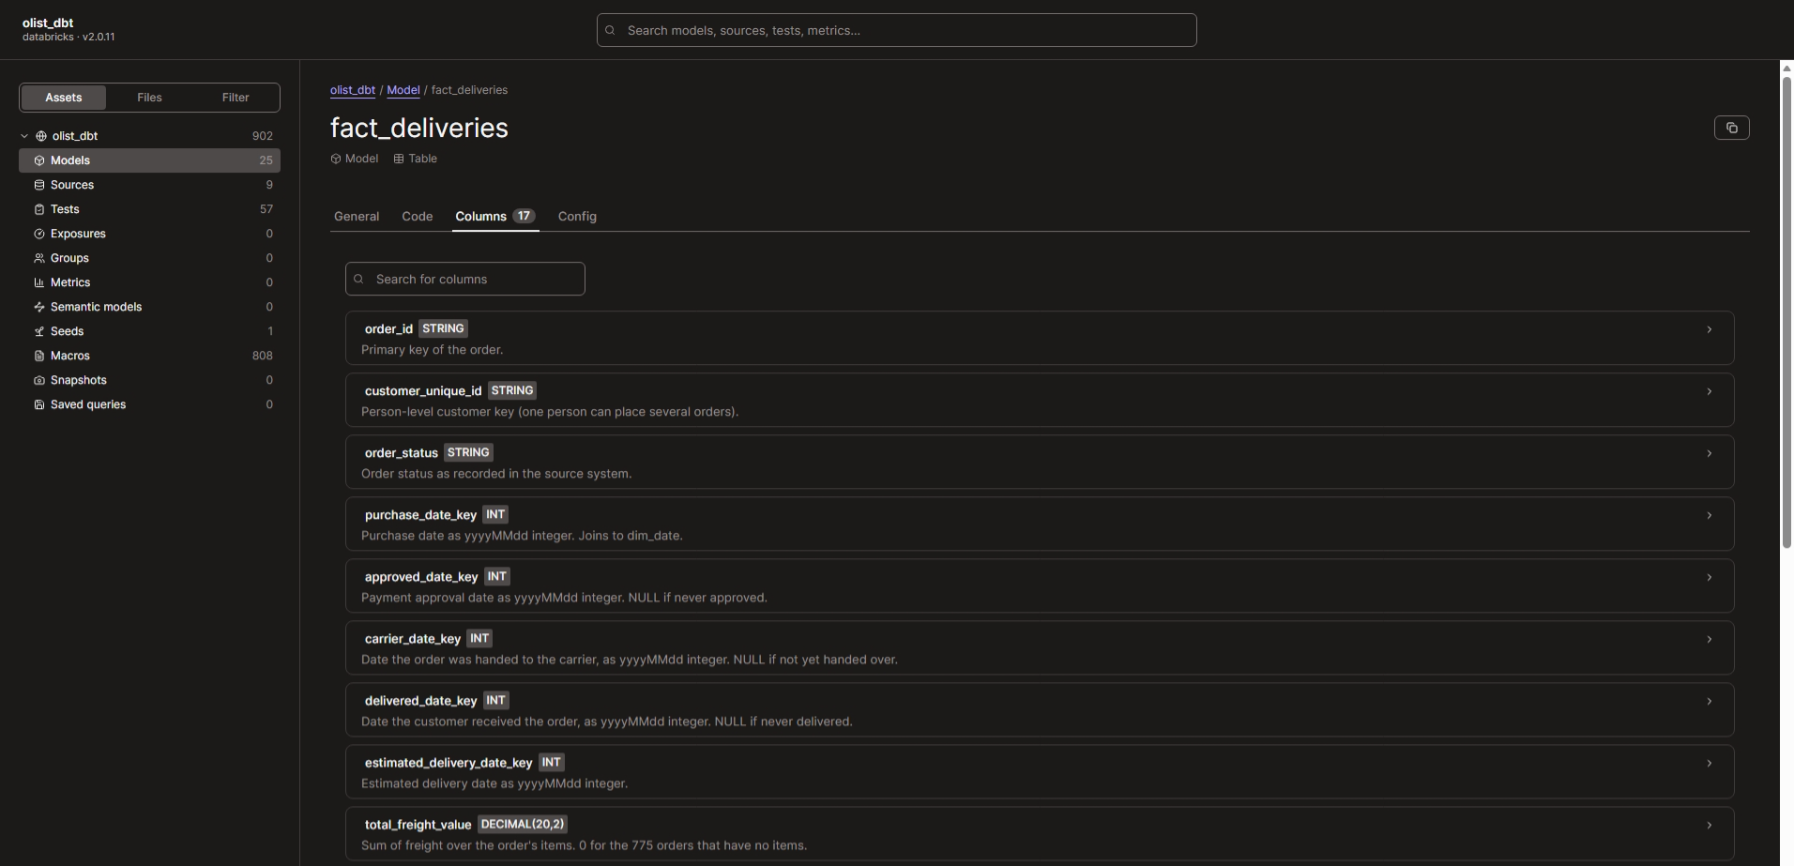 olist_dbt
databricks · v2.0.11
Search models, sources, tests, metrics...
Assets
Files
Filter
olist_dbt 902
Models 25
Sources 9
Tests 57
Exposures 0
Groups 0
Metrics 0
Semantic models 0
Seeds 1
Macros 808
Snapshots 0
Saved queries 0
olist_dbt / Model / fact_deliveries
fact_deliveries
Model Table
General Code Columns 17 Config
Search for columns
order_id STRING
Primary key of the order.
customer_unique_id STRING
Person-level customer key (one person can place several orders).
order_status STRING
Order status as recorded in the source system.
purchase_date_key INT
Purchase date as yyyyMMdd integer. Joins to dim_date.
approved_date_key INT
Payment approval date as yyyyMMdd integer. NULL if never approved.
carrier_date_key INT
Date the order was handed to the carrier, as yyyyMMdd integer. NULL if not yet handed over.
delivered_date_key INT
Date the customer received the order, as yyyyMMdd integer. NULL if never delivered.
estimated_delivery_date_key INT
Estimated delivery date as yyyyMMdd integer.
total_freight_value DECIMAL(20,2)
Sum of freight over the order's items. 0 for the 775 orders that have no items.